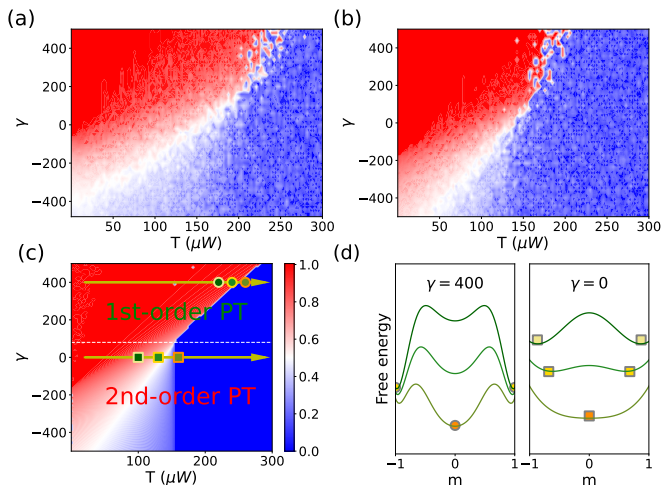 (a)
400
200
0
−200
−400
γ
50 100 150 200 250 300
T (μW)
(b)
400
200
0
−200
−400
γ
50 100 150 200 250 300
T (μW)
(c)
400
200
0
−200
−400
γ
1st-order PT
2nd-order PT
100 200 300
T (μW)
1.0
0.8
0.6
0.4
0.2
0.0
(d)
Free energy
γ = 400
γ = 0
−1 0 1
m
−1 0 1
m